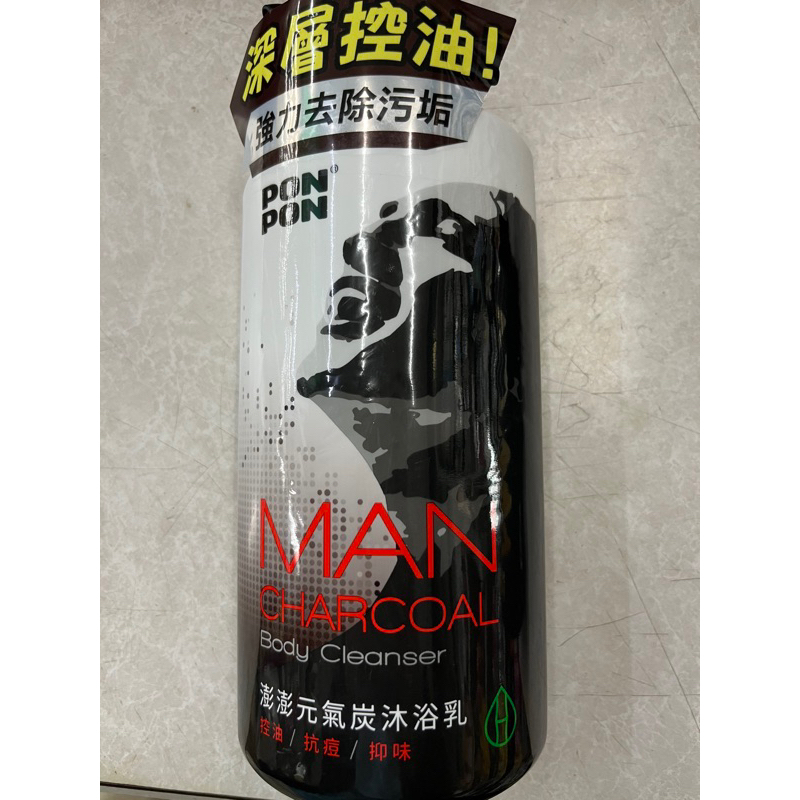 深層控油!
強力去除污垢
PON®
PON
MAN
CHARCOAL
Body Cleanser
澎澎元氣炭沐浴乳
控油 / 抗痘 / 抑味